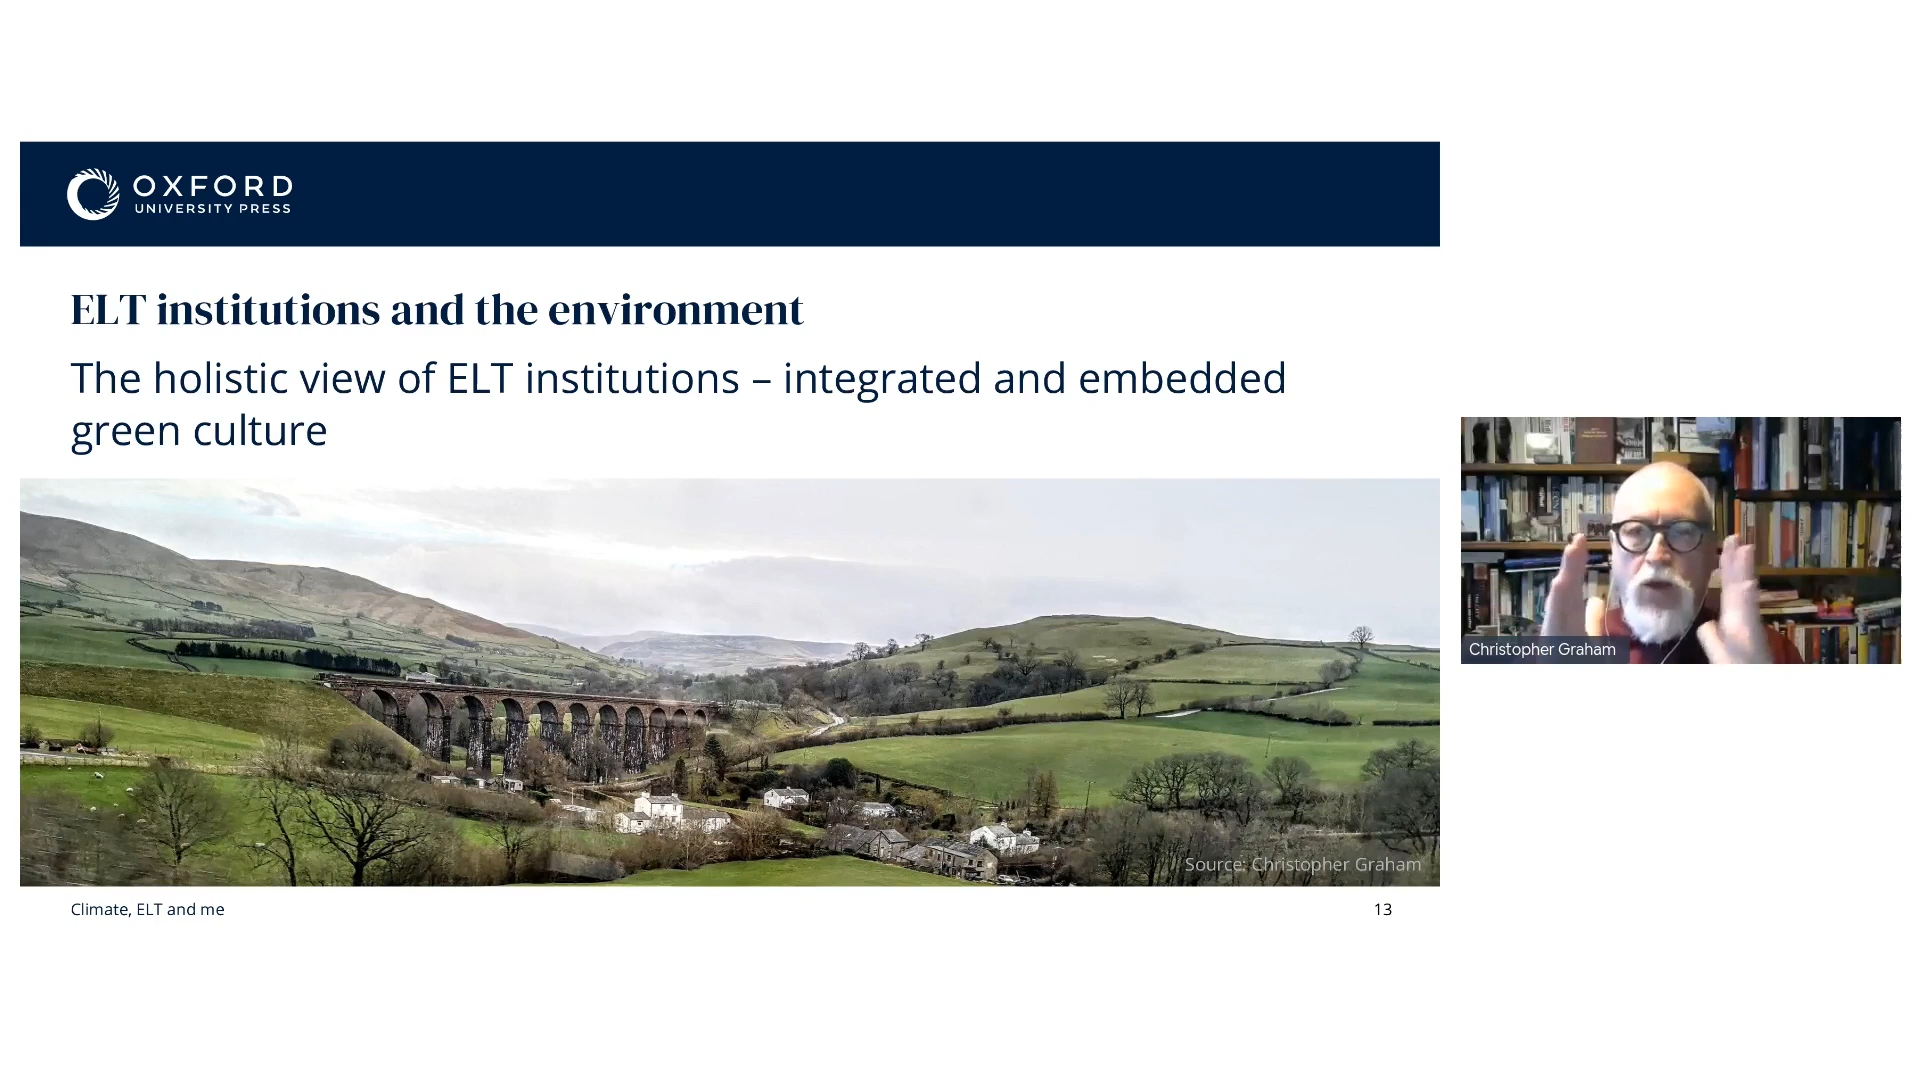 OXFORD
UNIVERSITY PRESS
ELT institutions and the environment
The holistic view of ELT institutions – integrated and embedded
green culture
Christopher Graham
Source: Christopher Graham
Climate, ELT and me
13